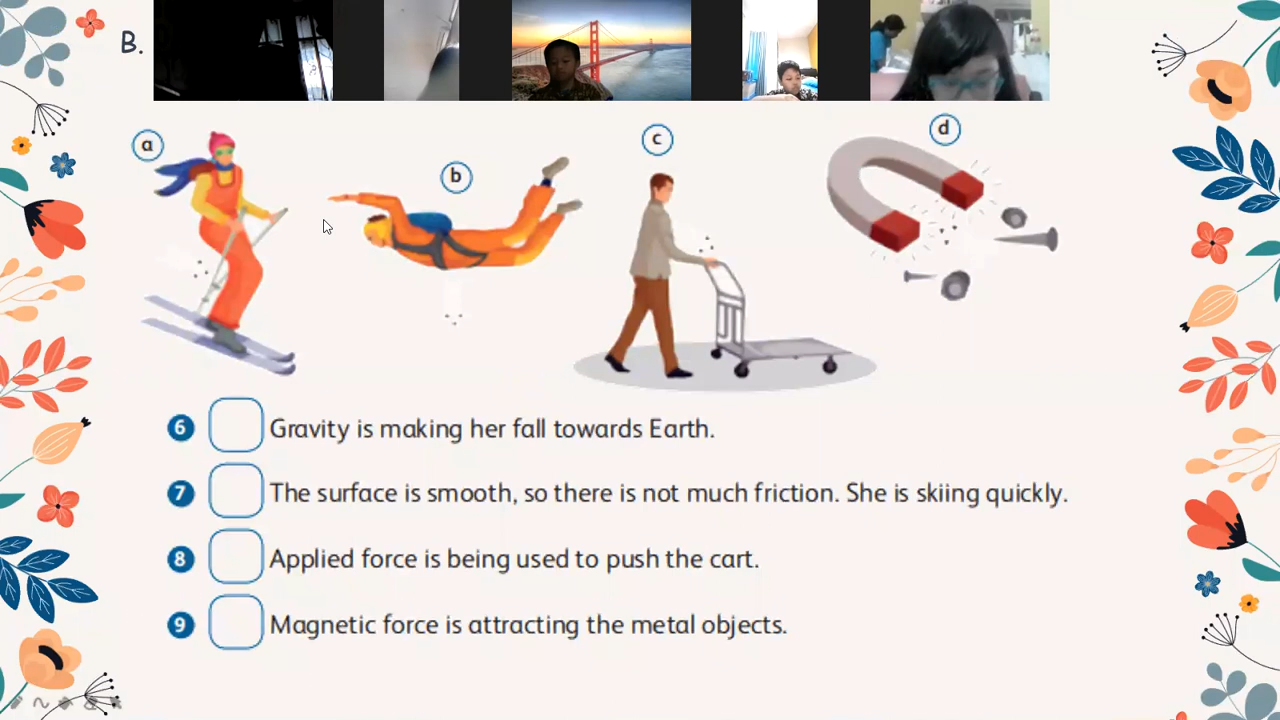 B.
a
b
c
d
6 Gravity is making her fall towards Earth.
7 The surface is smooth, so there is not much friction. She is skiing quickly.
8 Applied force is being used to push the cart.
9 Magnetic force is attracting the metal objects.